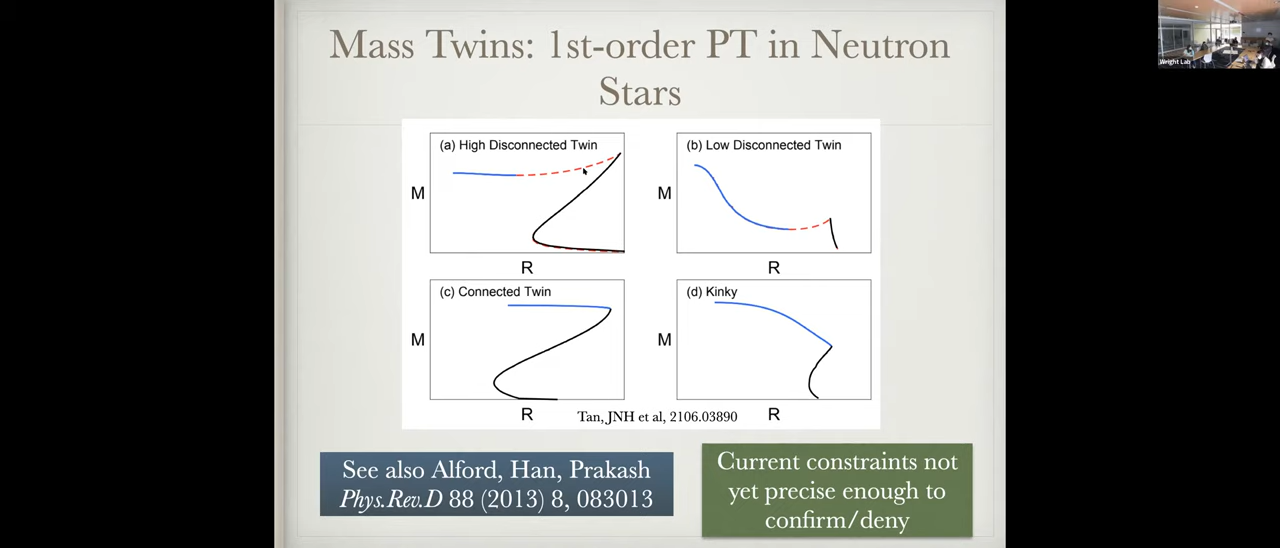 Mass Twins: 1st-order PT in Neutron
Stars
(a) High Disconnected Twin
M
R
(b) Low Disconnected Twin
M
R
(c) Connected Twin
M
R
(d) Kinky
M
R
Tan, JNH et al, 2106.03890
See also Alford, Han, Prakash
Phys.Rev.D 88 (2013) 8, 083013
Current constraints not
yet precise enough to
confirm/deny
Wright Lab